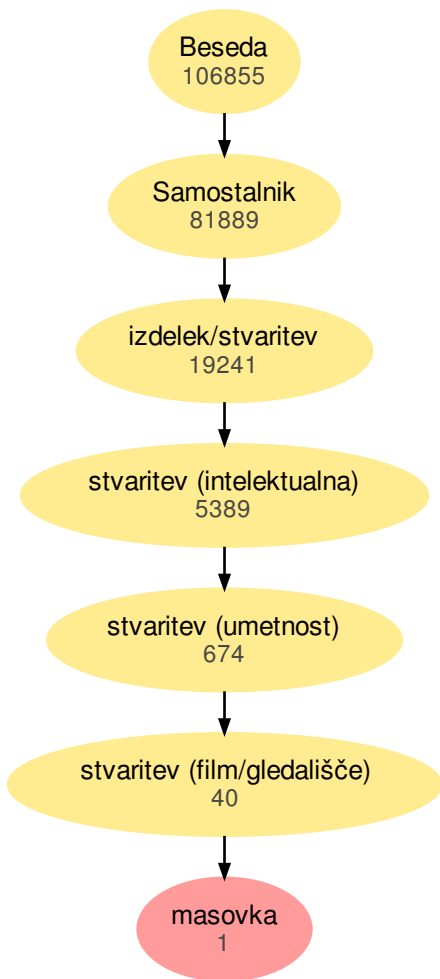 Beseda
106855
Samostalnik
81889
izdelek/stvaritev
19241
stvaritev (intelektualna)
5389
stvaritev (umetnost)
674
stvaritev (film/gledališče)
40
masovka
1